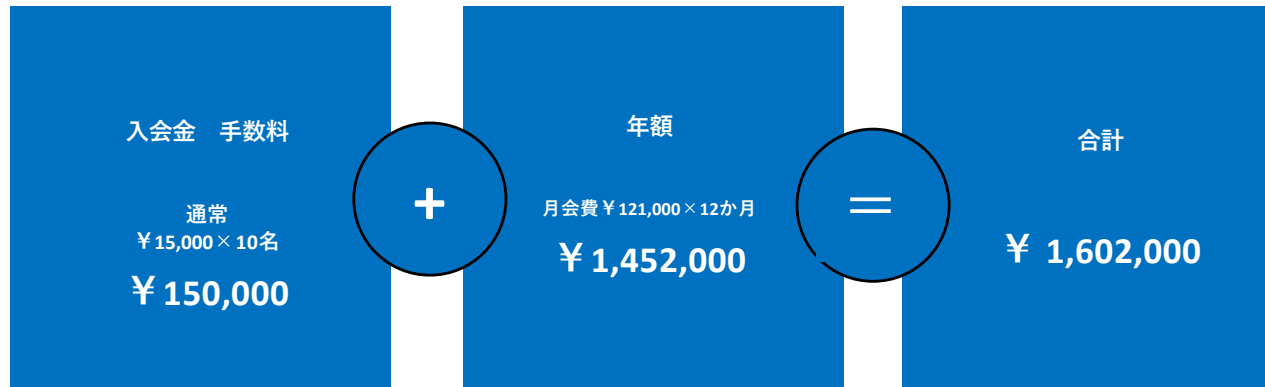 入会金　手数料
通常
￥15,000×10名
￥150,000
+
年額
月会費￥121,000×12か月
￥1,452,000
＝
合計
￥ 1,602,000